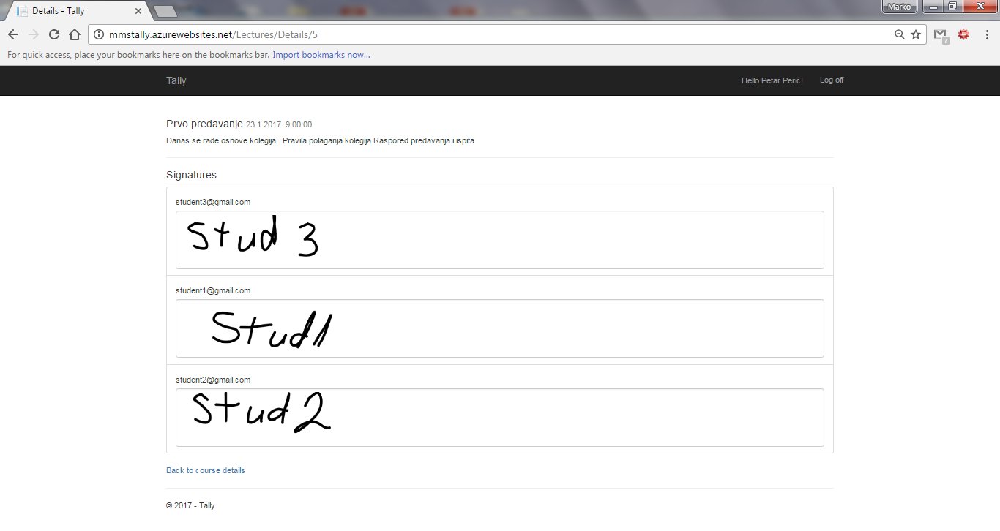 Details - Tally
Marko
mmstally.azurewebsites.net/Lectures/Details/5
For quick access, place your bookmarks here on the bookmarks bar. Import bookmarks now...
Tally Hello Petar Perić! Log off
Prvo predavanje 23.1.2017. 9:00:00
Danas se rade osnove kolegija: Pravila polaganja kolegija Raspored predavanja i ispita
Signatures
student3@gmail.com
Stud 3
student1@gmail.com
Stud1
student2@gmail.com
Stud 2
Back to course details
© 2017 - Tally